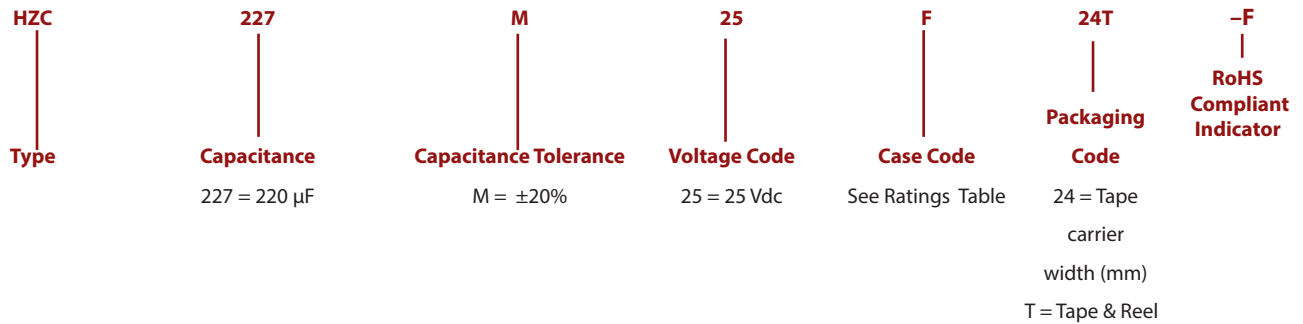 HZC 227 M 25 F 24T –F
RoHS
Compliant
Indicator
Packaging
Type Capacitance Capacitance Tolerance Voltage Code Case Code Code
227 = 220 µF M = ±20% 25 = 25 Vdc See Ratings Table 24 = Tape
carrier
width (mm)
T = Tape & Reel